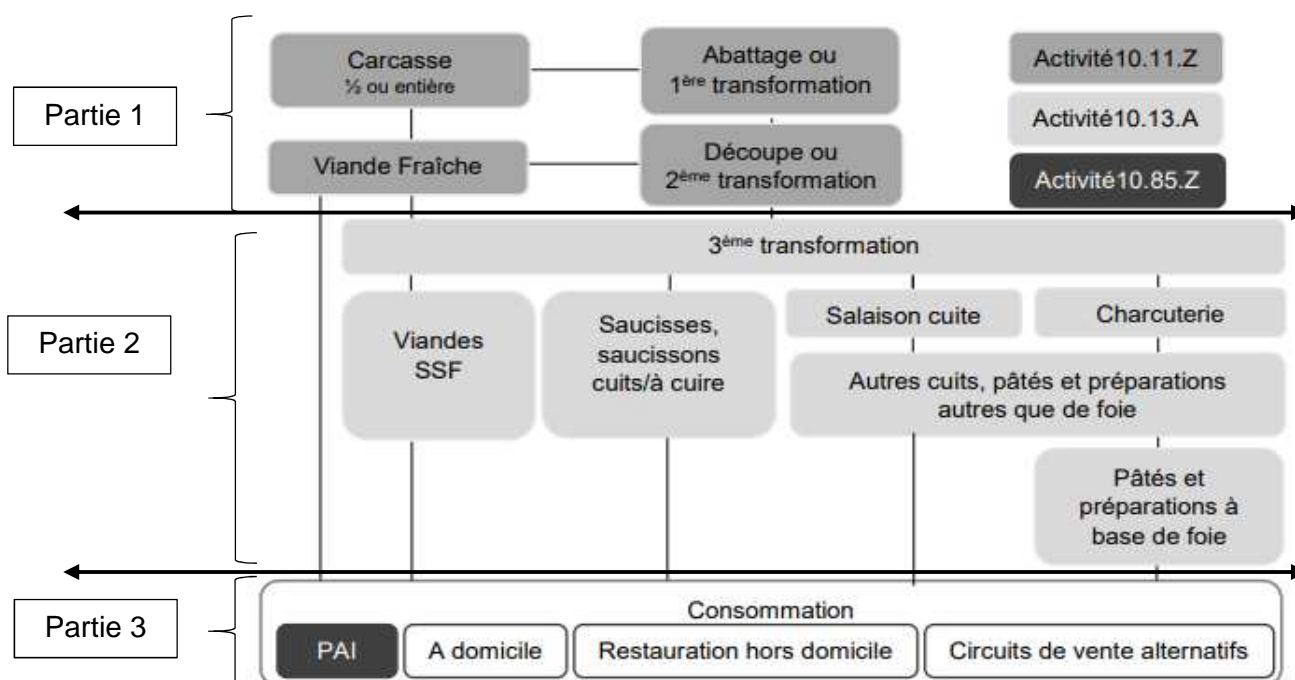 Partie 1
Carcasse
½ ou entière
Abattage ou
1ère transformation
Activité10.11.Z
Activité10.13.A
Viande Fraîche
Découpe ou
2ème transformation
Activité10.85.Z
Partie 2
3ème transformation
Viandes
SSF
Saucisses,
saucissons
cuits/à cuire
Salaison cuite
Charcuterie
Autres cuits, pâtés et préparations
autres que de foie
Pâtés et
préparations à
base de foie
Partie 3
Consommation
PAI
A domicile
Restauration hors domicile
Circuits de vente alternatifs